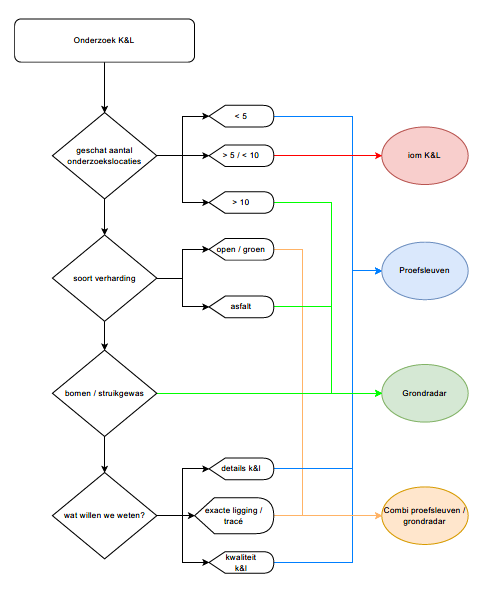 Onderzoek K&L
geschat aantal
onderzoekslocaties
< 5
> 5 / < 10
> 10
iom K&L
soort verharding
open / groen
asfalt
Proefsleuven
bomen / struikgewas
Grondradar
wat willen we weten?
details k&l
exacte ligging /
tracé
kwaliteit
k&l
Combi proefsleuven /
grondradar